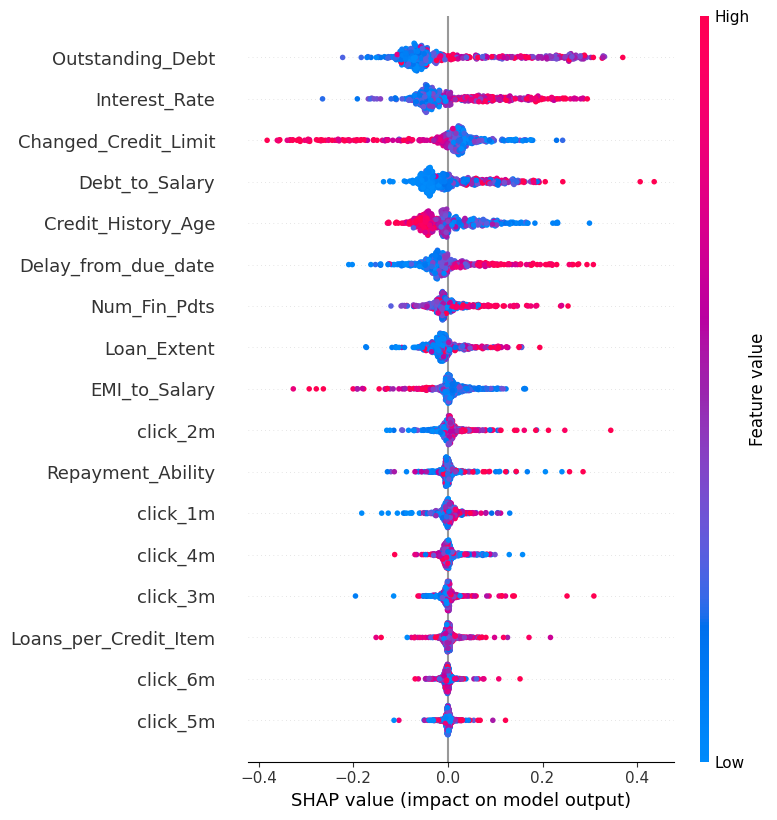 High
Outstanding_Debt
Interest_Rate
Changed_Credit_Limit
Debt_to_Salary
Credit_History_Age
Delay_from_due_date
Num_Fin_Pdts
Loan_Extent
EMI_to_Salary
click_2m
Repayment_Ability
click_1m
click_4m
click_3m
Loans_per_Credit_Item
click_6m
click_5m
Feature value
Low
−0.4 −0.2 0.0 0.2 0.4
SHAP value (impact on model output)